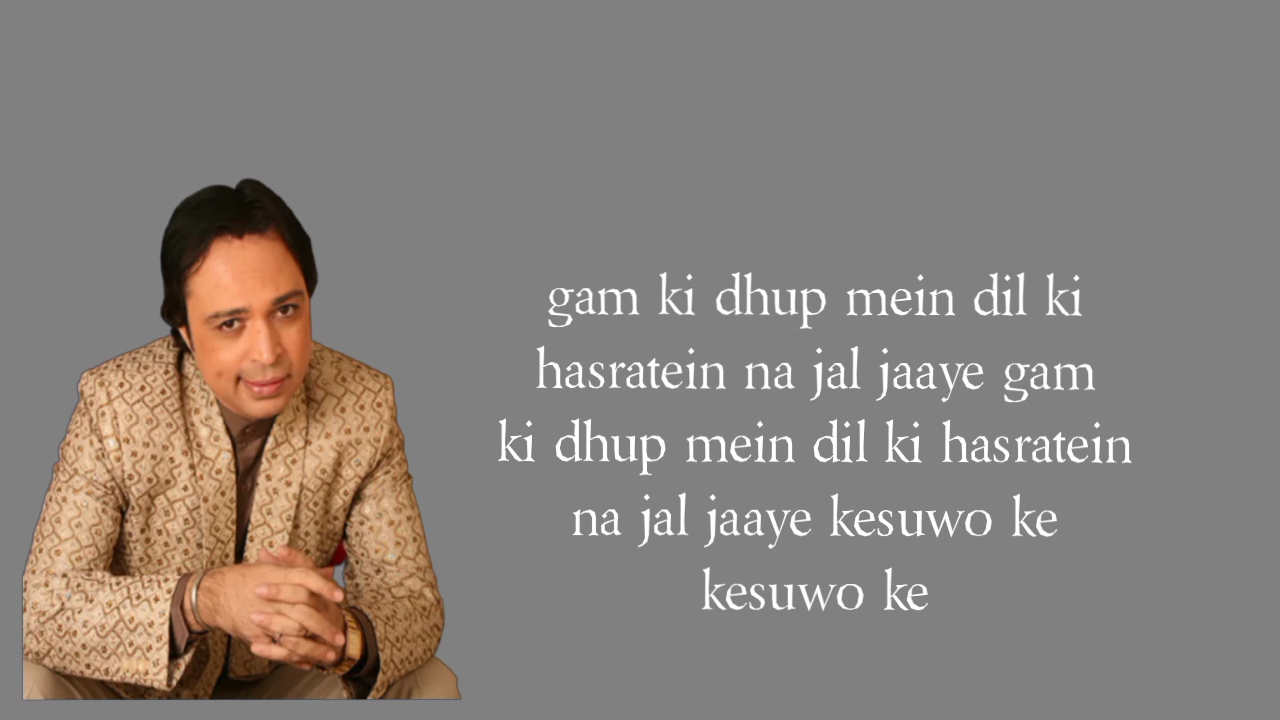 gam ki dhup mein dil ki
hasratein na jal jaaye gam
ki dhup mein dil ki hasratein
na jal jaaye kesuwo ke
kesuwo ke